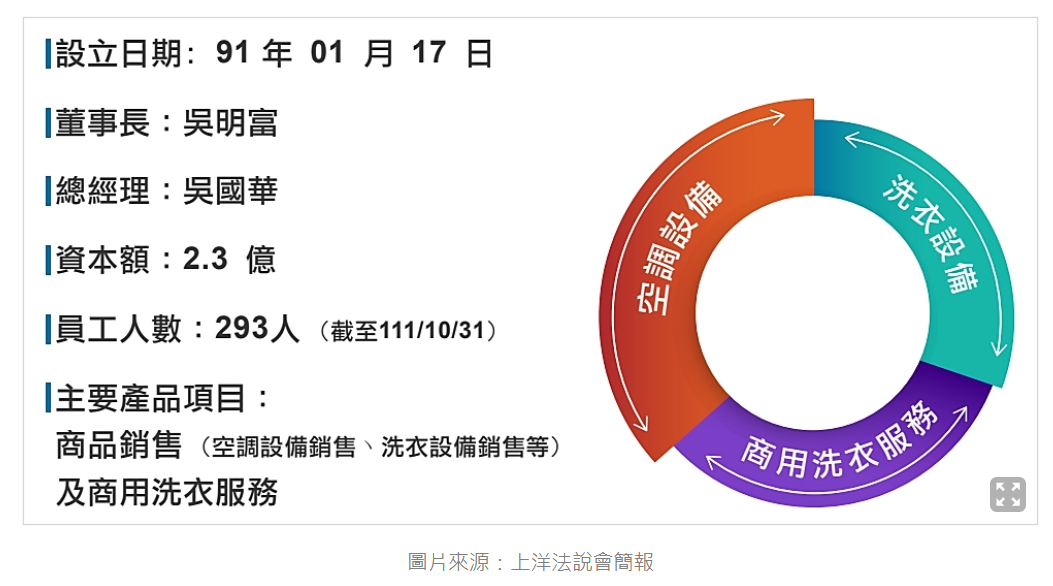 設立日期: 91 年 01 月 17 日
董事長：吳明富
總經理：吳國華
資本額：2.3 億
員工人數：293人（截至111/10/31）
主要產品項目：
商品銷售（空調設備銷售、洗衣設備銷售等）
及商用洗衣服務
空調設備
洗衣設備
商用洗衣服務
圖片來源：上洋法說會簡報